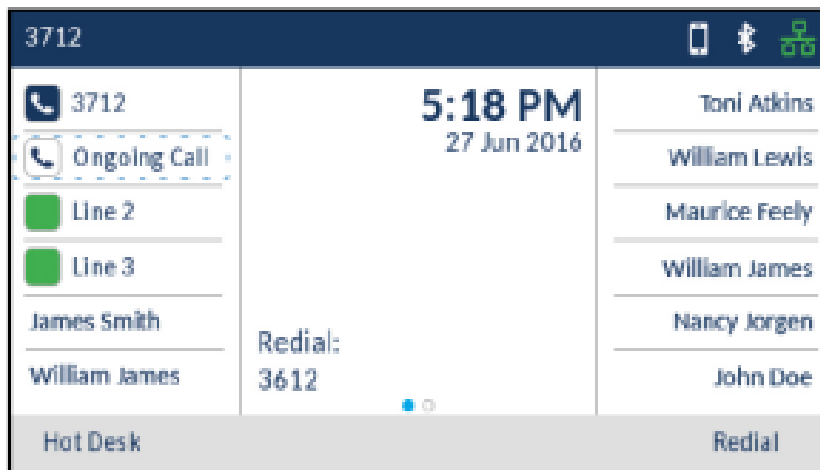 3712
3712
Ongoing Call
Line 2
Line 3
James Smith
William James
5:18 PM
27 Jun 2016
Redial:
3612
Toni Atkins
William Lewis
Maurice Feely
William James
Nancy Jorgen
John Doe
Hot Desk
Redial